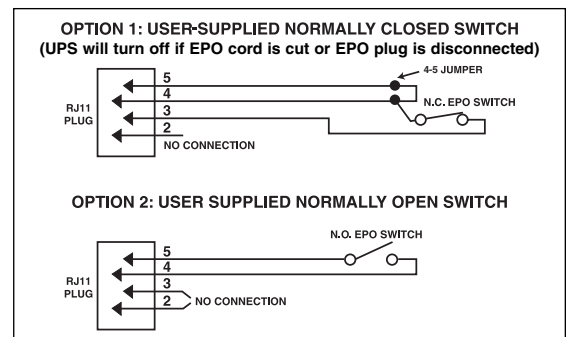 OPTION 1: USER-SUPPLIED NORMALLY CLOSED SWITCH
(UPS will turn off if EPO cord is cut or EPO plug is disconnected)
4-5 JUMPER
5
4
N.C. EPO SWITCH
RJ11
PLUG
3
2
NO CONNECTION
OPTION 2: USER SUPPLIED NORMALLY OPEN SWITCH
N.O. EPO SWITCH
5
4
RJ11
PLUG
3
2
NO CONNECTION